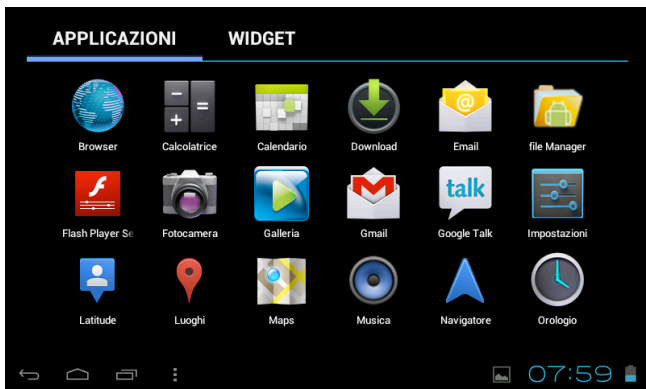 APPLICAZIONI WIDGET
Browser Calcolatrice Calendario Download Email file Manager
talk
Flash Player Se Fotocamera Galleria Gmail Google Talk Impostazioni
Latitude Luoghi Maps Musica Navigatore Orologio
07:59